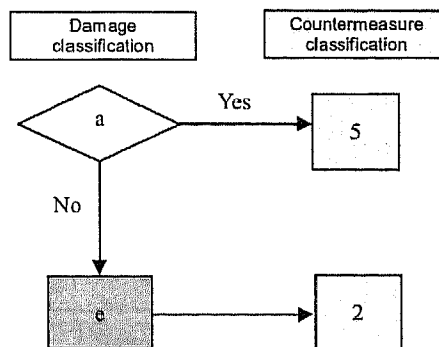 Damage
classification
Countermeasure
classification
a
Yes
5
No
e
2